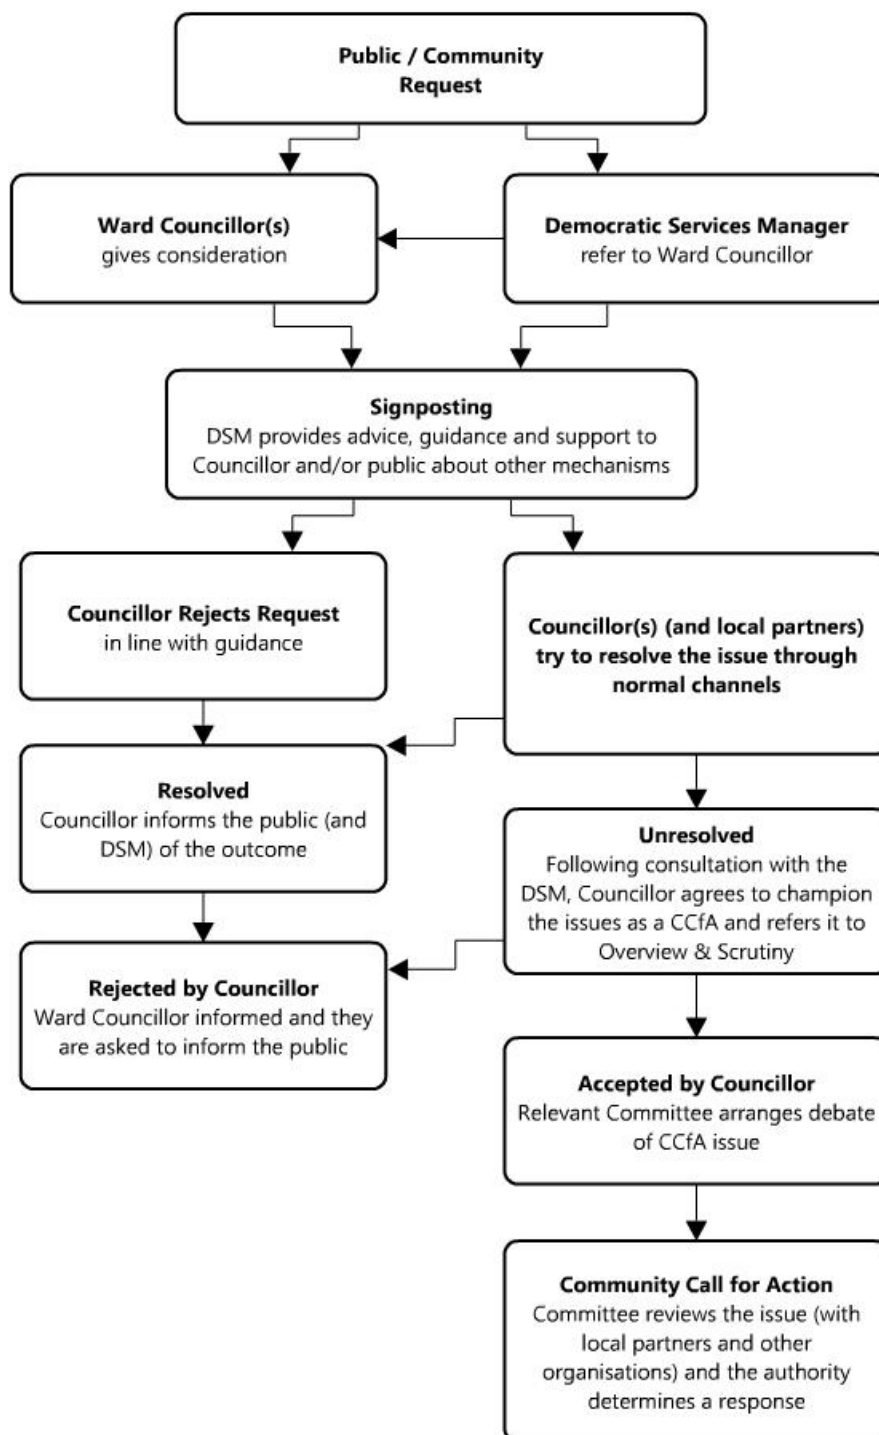 Public / Community
Request
Ward Councillor(s)
gives consideration
Democratic Services Manager
refer to Ward Councillor
Signposting
DSM provides advice, guidance and support to
Councillor and/or public about other mechanisms
Councillor Rejects Request
in line with guidance
Councillor(s) (and local partners)
try to resolve the issue through
normal channels
Resolved
Councillor informs the public (and
DSM) of the outcome
Unresolved
Following consultation with the
DSM, Councillor agrees to champion
the issues as a CCfA and refers it to
Overview & Scrutiny
Rejected by Councillor
Ward Councillor informed and they
are asked to inform the public
Accepted by Councillor
Relevant Committee arranges debate
of CCfA issue
Community Call for Action
Committee reviews the issue (with
local partners and other
organisations) and the authority
determines a response